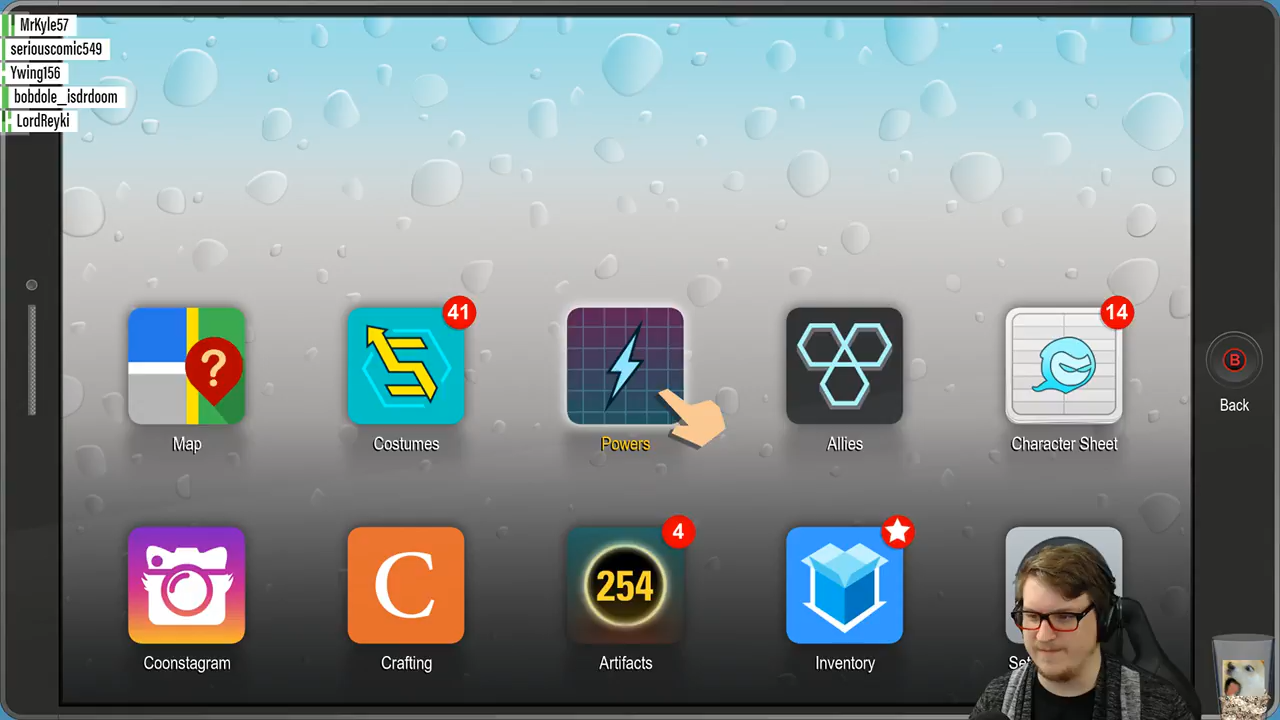 MrKyle57
seriouscomic549
Ywing156
bobdole_isdrdoom
LordReyki
41
14
?
B
Back
Map
Costumes
Powers
Allies
Character Sheet
4
254
C
Coonstagram
Crafting
Artifacts
Inventory